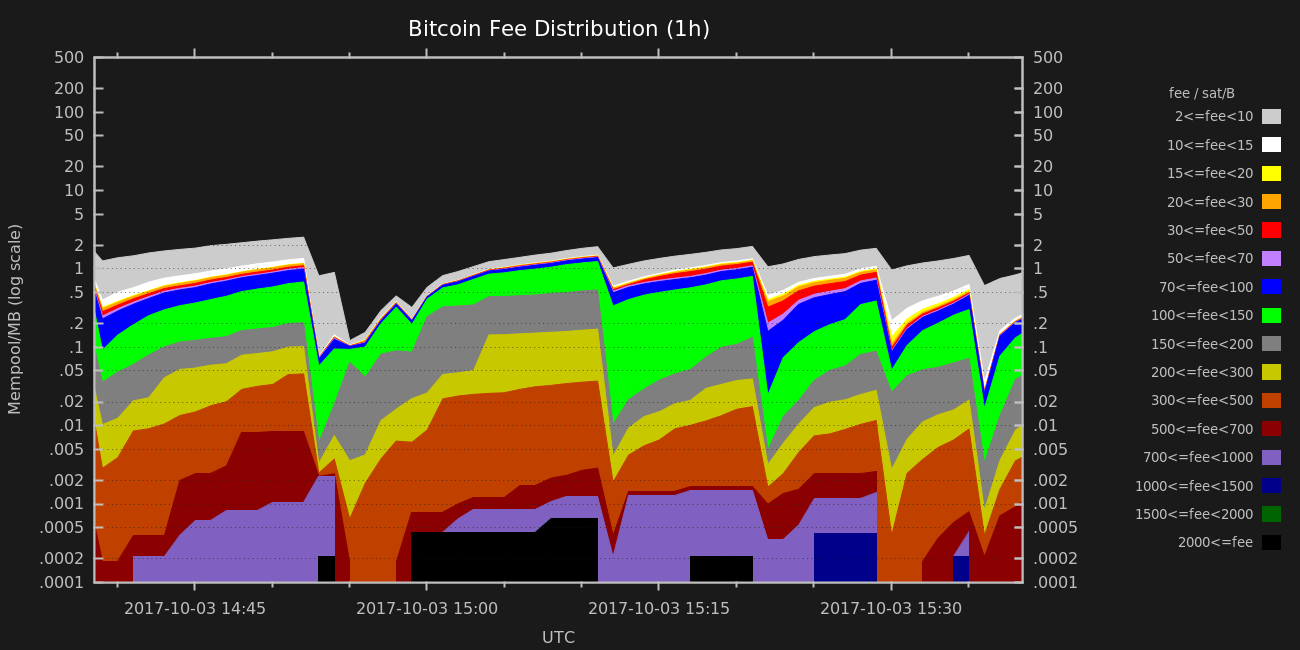 Bitcoin Fee Distribution (1h)
Mempool/MB (log scale)
500
200
100
50
20
10
5
2
1
.5
.2
.1
.05
.02
.01
.005
.002
.001
.0005
.0002
.0001
500
200
100
50
20
10
5
2
1
.5
.2
.1
.05
.02
.01
.005
.002
.001
.0005
.0002
.0001
2017-10-03 14:45
2017-10-03 15:00
2017-10-03 15:15
2017-10-03 15:30
UTC
fee / sat/B
2<=fee<10
10<=fee<15
15<=fee<20
20<=fee<30
30<=fee<50
50<=fee<70
70<=fee<100
100<=fee<150
150<=fee<200
200<=fee<300
300<=fee<500
500<=fee<700
700<=fee<1000
1000<=fee<1500
1500<=fee<2000
2000<=fee